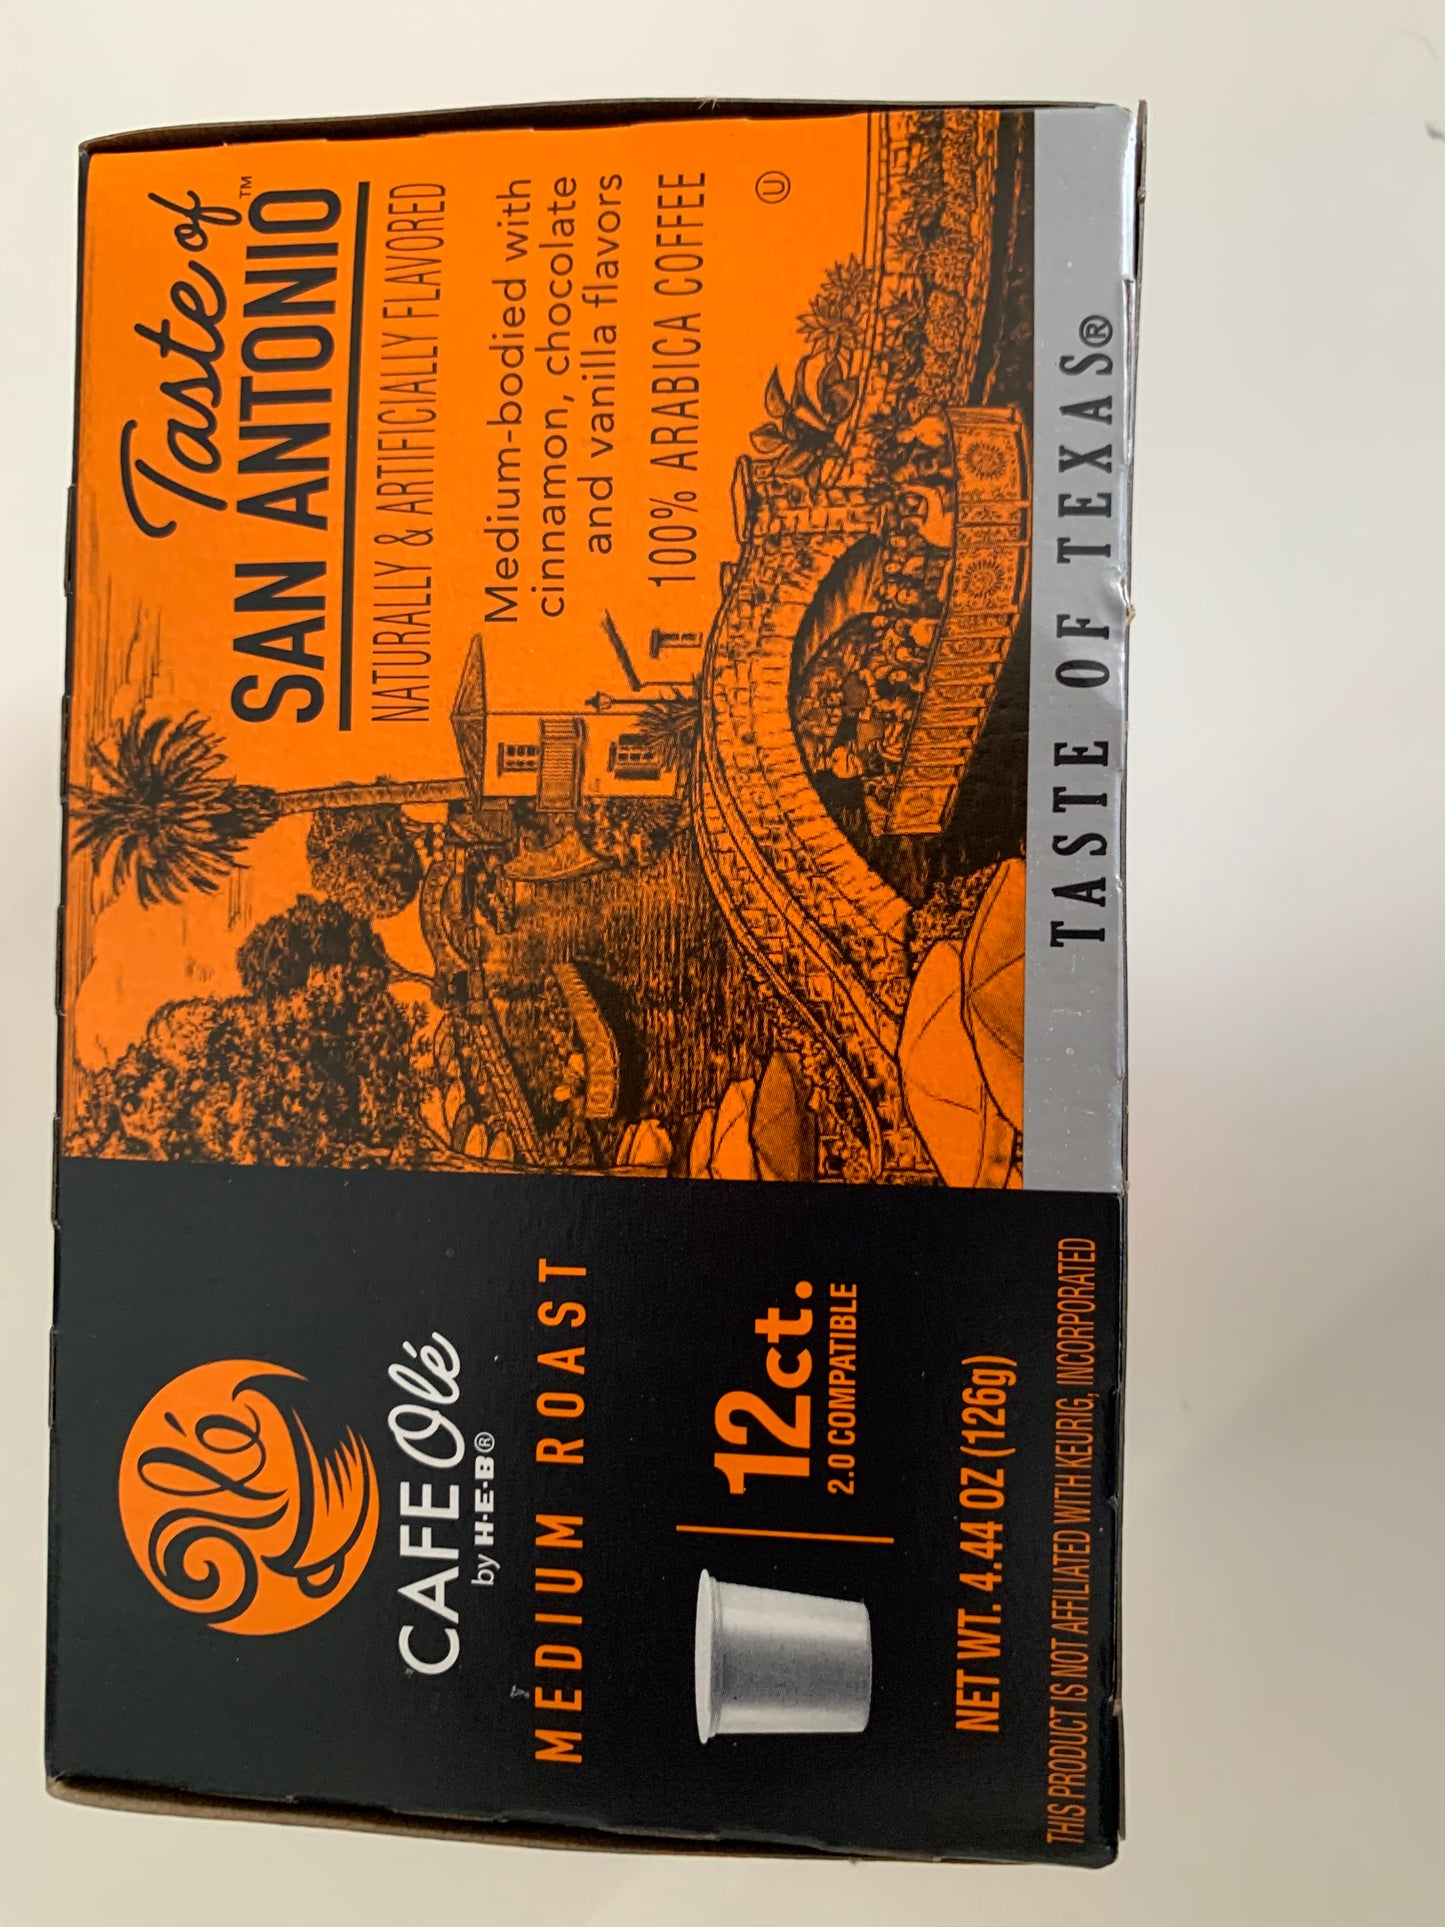 Olé
CAFE Olé
by H-E-B®
MEDIUM ROAST
12ct.
2.0 COMPATIBLE
NET WT. 4.44 OZ (126g)
THIS PRODUCT IS NOT AFFILIATED WITH KEURIG, INCORPORATED
Taste of
SAN ANTONIO™
NATURALLY & ARTIFICIALLY FLAVORED
Medium-bodied with
cinnamon, chocolate
and vanilla flavors
100% ARABICA COFFEE
U
TASTE OF TEXAS®